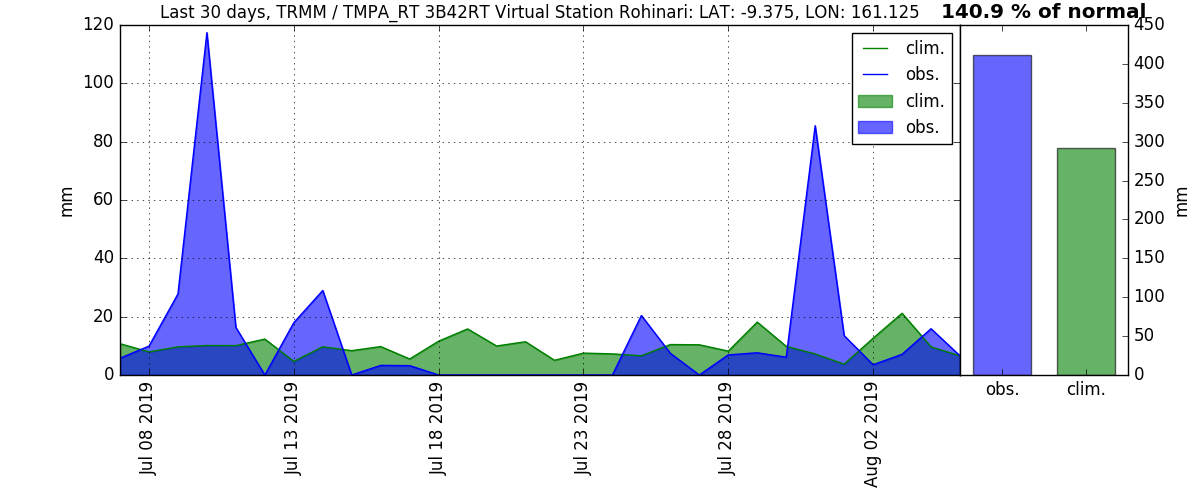 Last 30 days, TRMM / TMPA_RT 3B42RT Virtual Station Rohinari: LAT: -9.375, LON: 161.125
140.9 % of normal
120
100
80
60
40
20
0
mm
clim.
obs.
clim.
obs.
Jul 08 2019
Jul 13 2019
Jul 18 2019
Jul 23 2019
Jul 28 2019
Aug 02 2019
450
400
350
300
250
200
150
100
50
0
mm
obs.
clim.